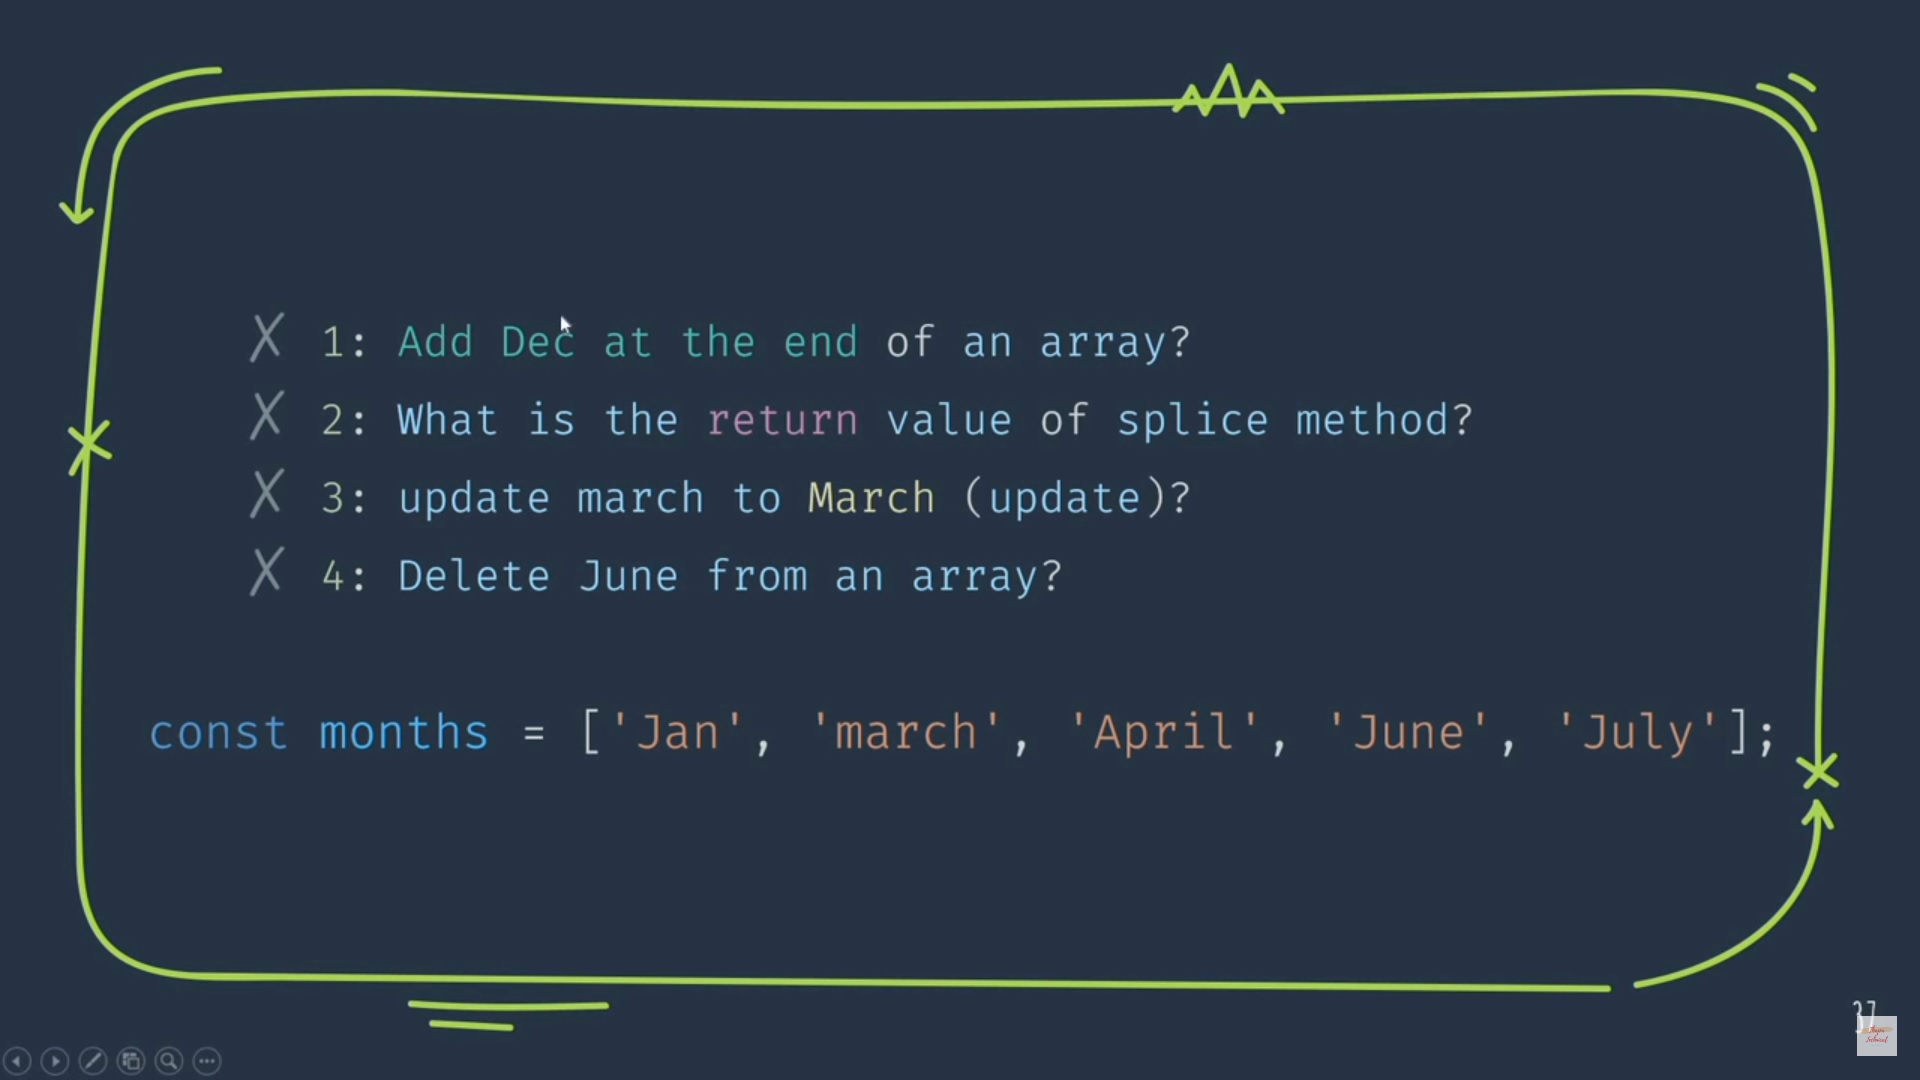 1: Add Dec at the end of an array?
2: What is the return value of splice method?
3: update march to March (update)?
4: Delete June from an array?
const months = ['Jan', 'march', 'April', 'June', 'July'];
37